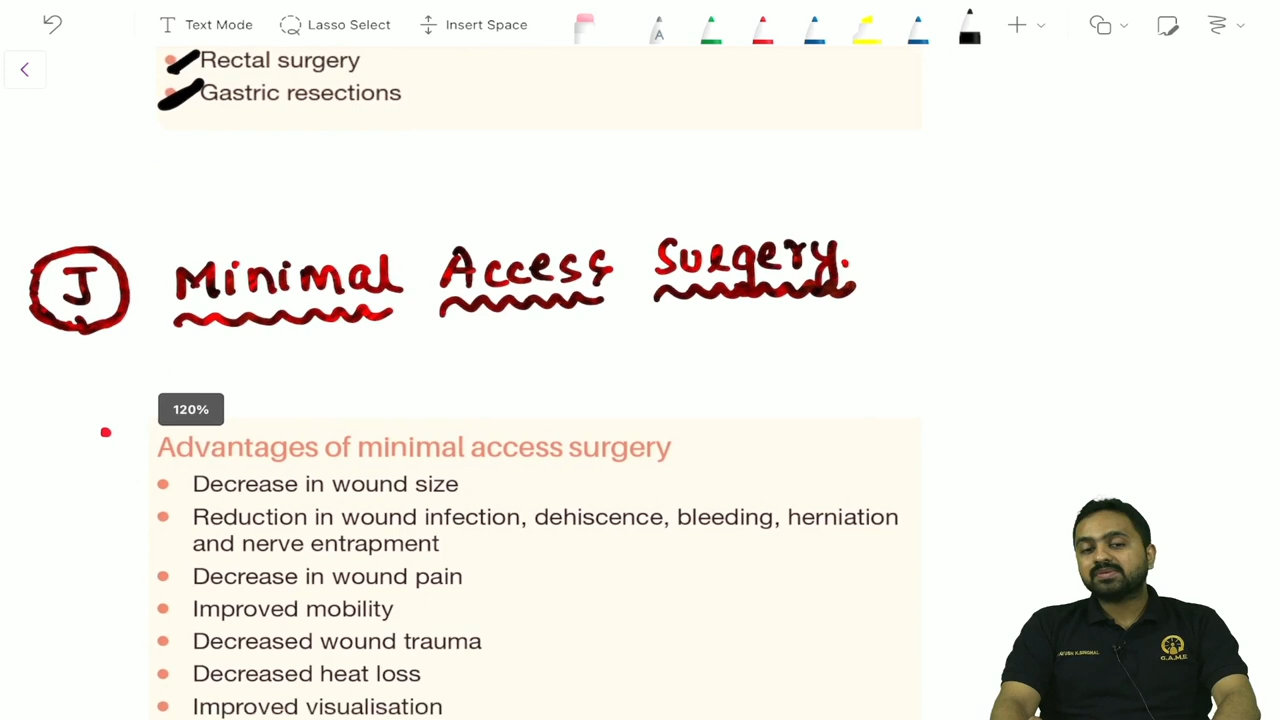 Text Mode Lasso Select Insert Space
Rectal surgery
Gastric resections
J Minimal Access Surgery.
120%
Advantages of minimal access surgery
Decrease in wound size
Reduction in wound infection, dehiscence, bleeding, herniation
and nerve entrapment
Decrease in wound pain
Improved mobility
Decreased wound trauma
Decreased heat loss
Improved visualisation
G.A.M.E